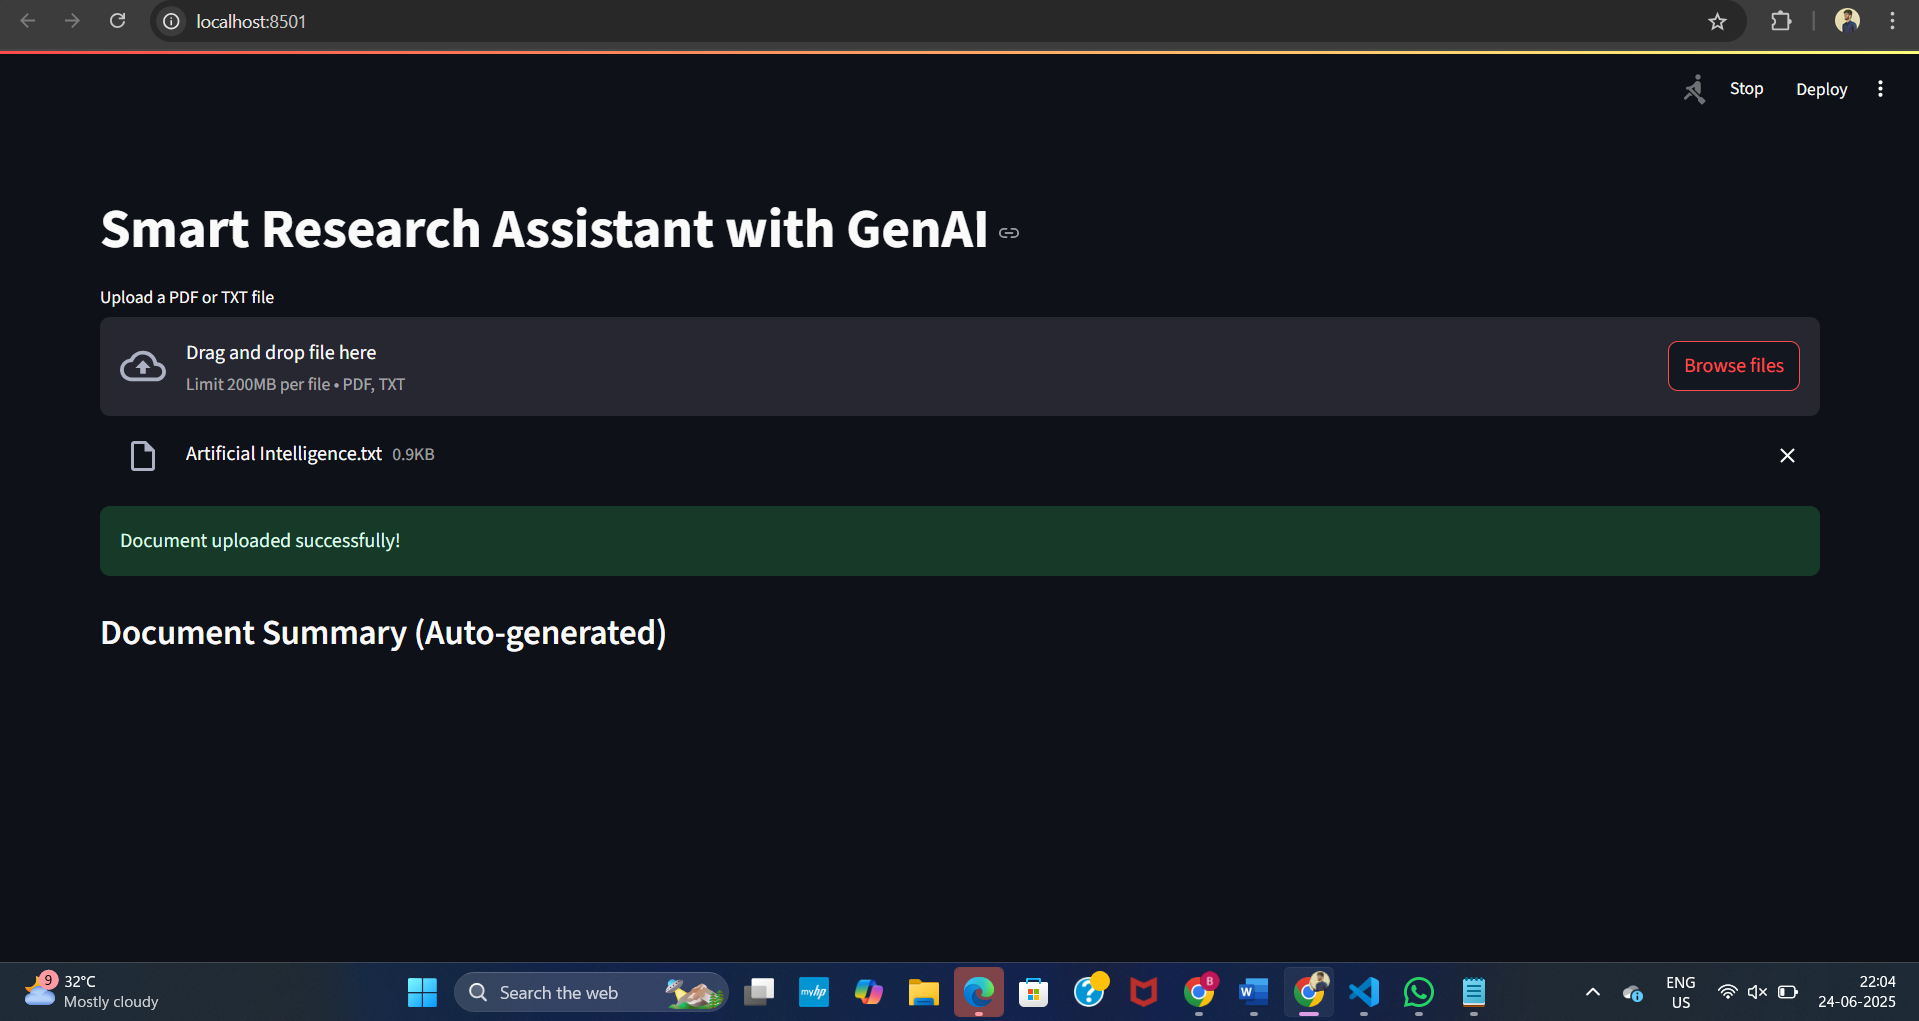 localhost:8501
Stop
Deploy
Smart Research Assistant with GenAI
Upload a PDF or TXT file
Drag and drop file here
Limit 200MB per file • PDF, TXT
Browse files
Artificial Intelligence.txt 0.9KB
Document uploaded successfully!
Document Summary (Auto-generated)
9
32°C
Mostly cloudy
Search the web
myhp
B
W
ENG
US
22:04
24-06-2025